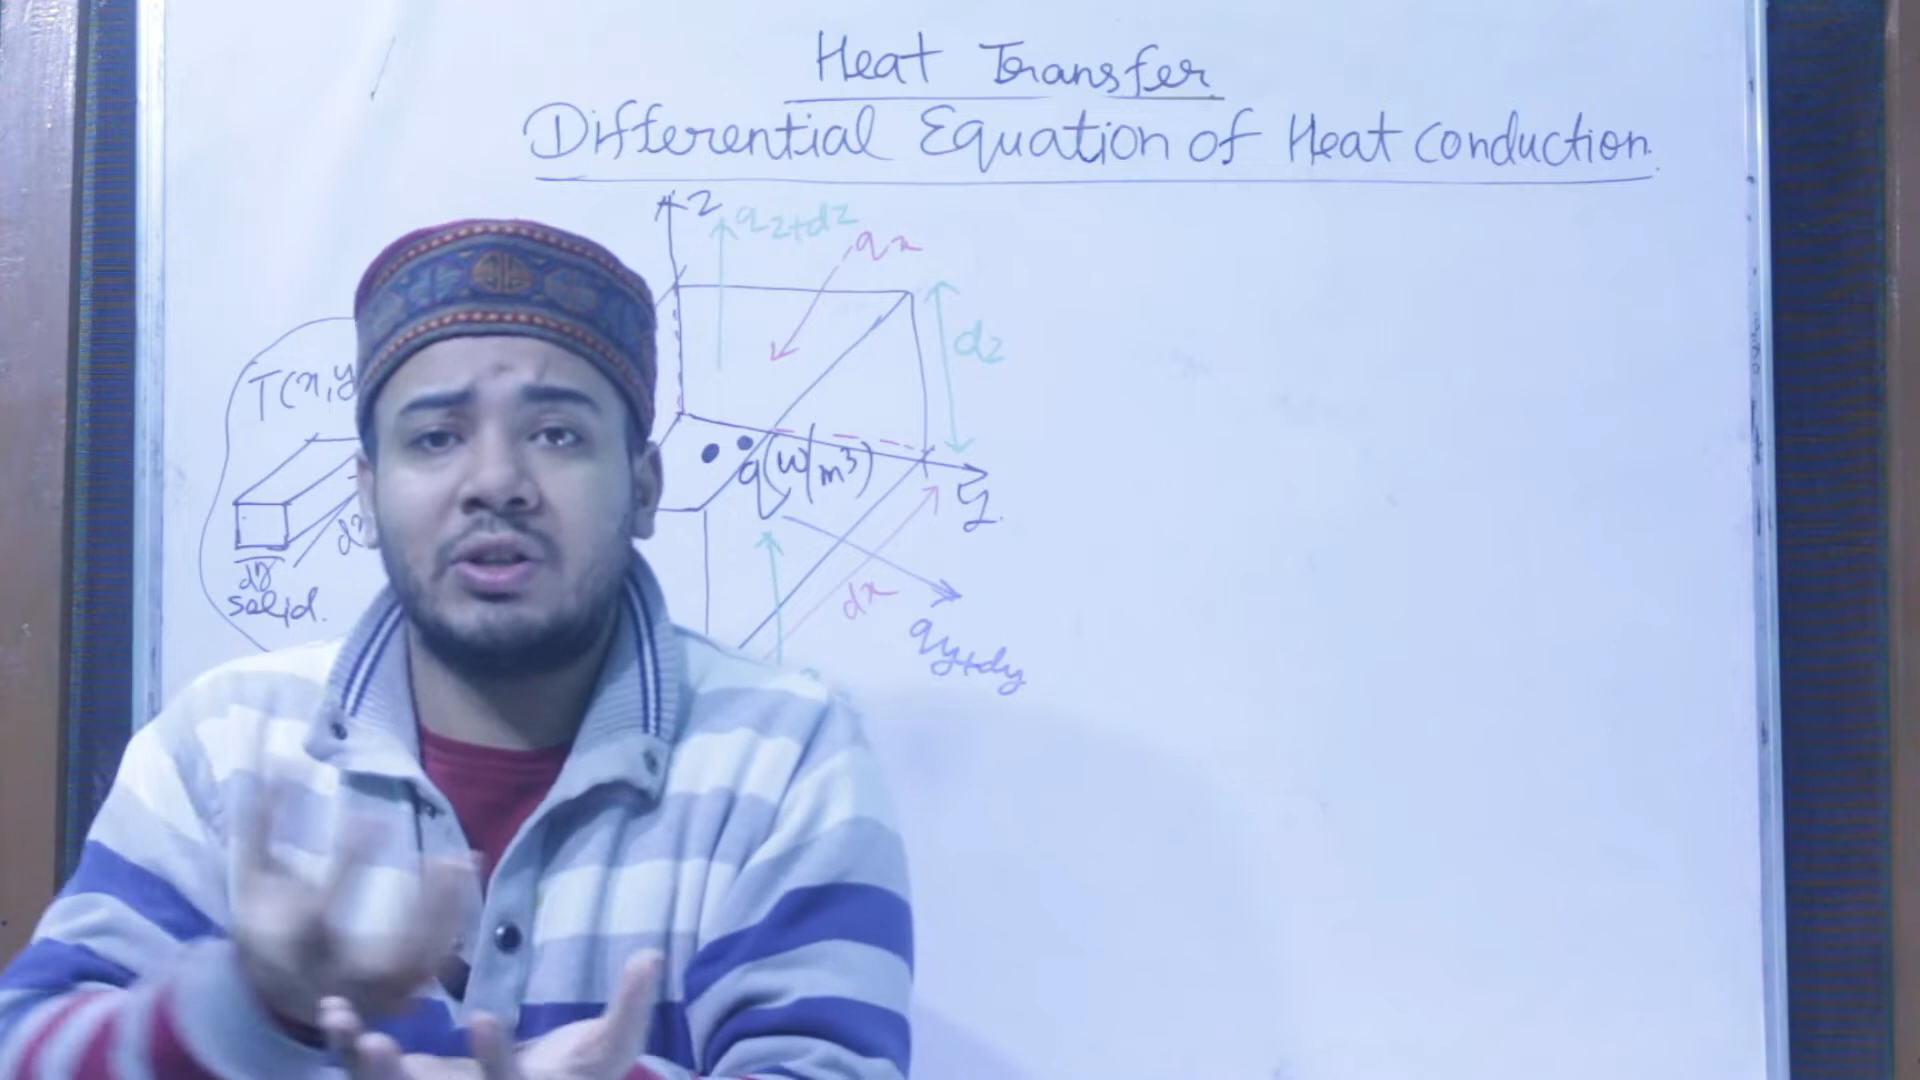 Heat Transfer
Differential Equation of Heat conduction.
z
qz+dz
qx
dz
T(x,y
q(w/m³)
y
dx
qy+dy
solid.